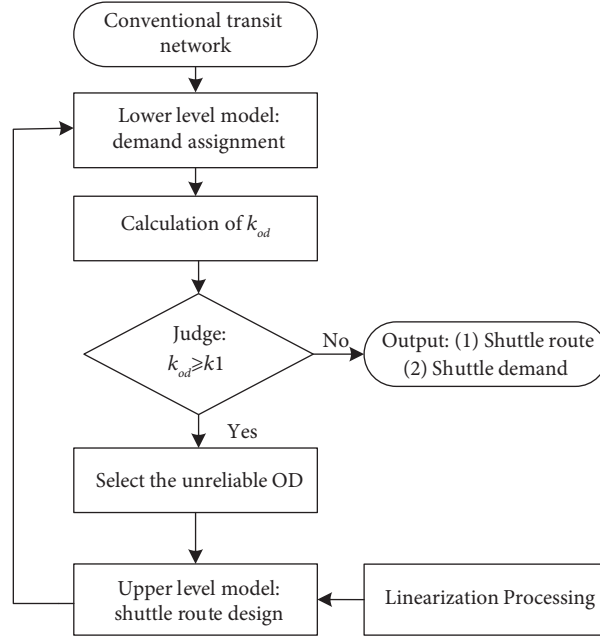 Conventional transit
network
Lower level model:
demand assignment
Calculation of k_od
Judge:
k_od⩾k1
No
Output: (1) Shuttle route
(2) Shuttle demand
Yes
Select the unreliable OD
Upper level model:
shuttle route design
Linearization Processing